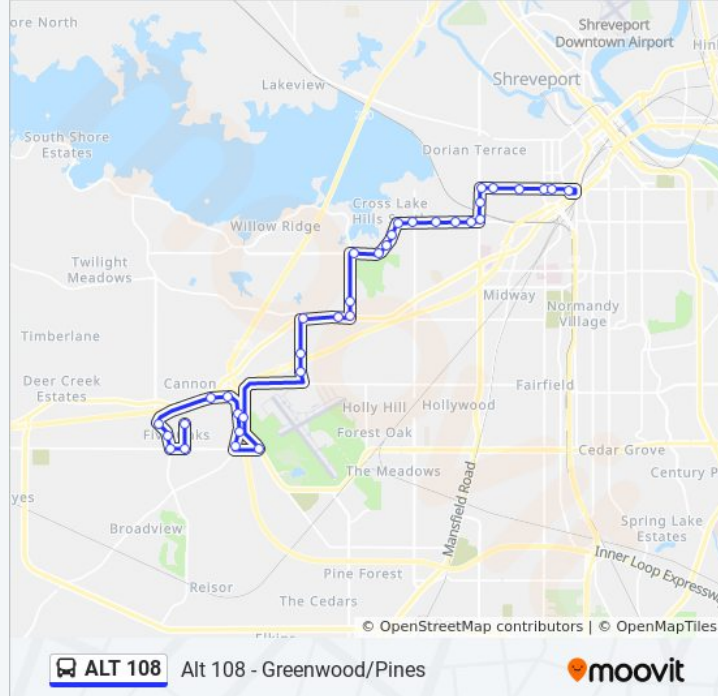 ore North
Shreveport
Downtown Airport
Hin
Lakeview
Shreveport
220
South Shore
Estates
Dorian Terrace
Cross Lake
Willow Ridge
Twilight
Meadows
Midway
Normandy
Village
Timberlane
Deer Creek
Estates
Cannon
Fairfield
Holly Hill
Hollywood
Forest Oak
Cedar Grove
The Meadows
Century P
yes
Mansfield Road
Broadview
Spring Lake
Estates
Inner Loop Expresswa
Pine Forest
Reisor
The Cedars
© OpenStreetMap contributors | © OpenMapTiles
ALT 108
Alt 108 - Greenwood/Pines
moovit